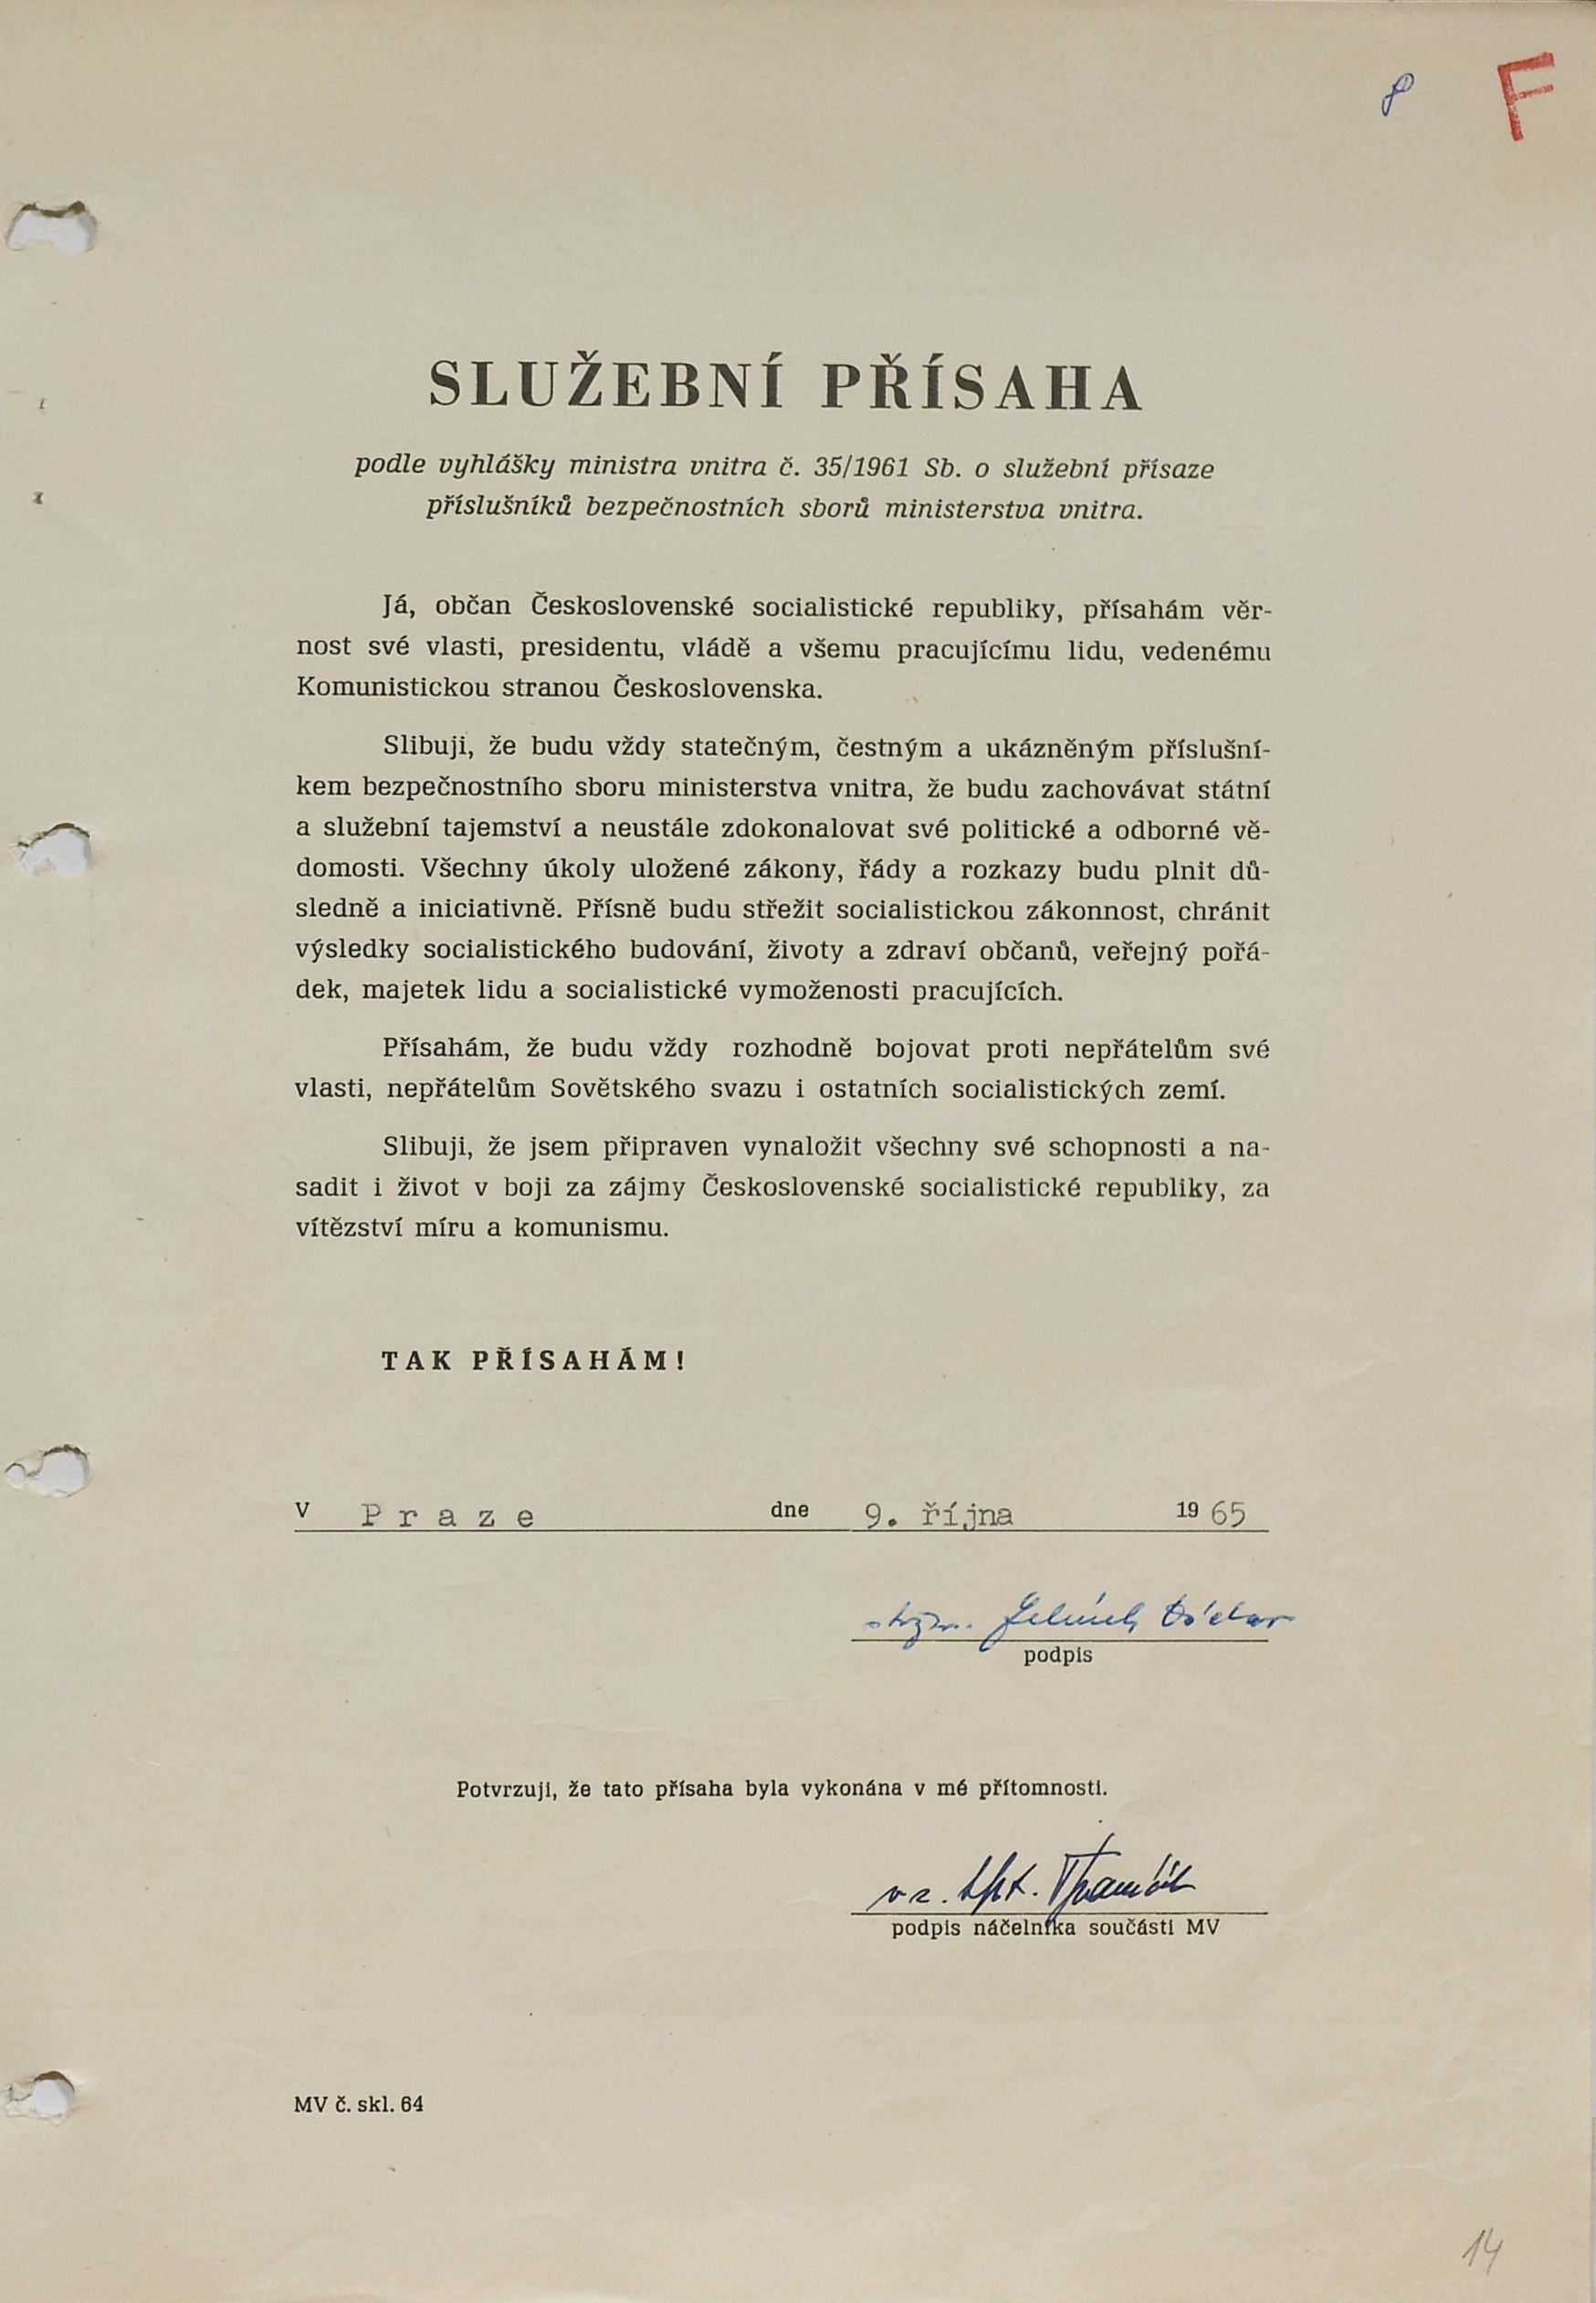 8 F
SLUŽEBNÍ PŘÍSAHA
podle vyhlášky ministra vnitra č. 35/1961 Sb. o služební přísaze
příslušníků bezpečnostních sborů ministerstva vnitra.
Já, občan Československé socialistické republiky, přísahám věr-
nost své vlasti, presidentu, vládě a všemu pracujícímu lidu, vedenému
Komunistickou stranou Československa.
Slibuji, že budu vždy statečným, čestným a ukázněným příslušní-
kem bezpečnostního sboru ministerstva vnitra, že budu zachovávat státní
a služební tajemství a neustále zdokonalovat své politické a odborné vě-
domosti. Všechny úkoly uložené zákony, řády a rozkazy budu plnit dů-
sledně a iniciativně. Přísně budu střežit socialistickou zákonnost, chránit
výsledky socialistického budování, životy a zdraví občanů, veřejný pořá-
dek, majetek lidu a socialistické vymoženosti pracujících.
Přísahám, že budu vždy rozhodně bojovat proti nepřátelům své
vlasti, nepřátelům Sovětského svazu i ostatních socialistických zemí.
Slibuji, že jsem připraven vynaložit všechny své schopnosti a na-
sadit i život v boji za zájmy Československé socialistické republiky, za
vítězství míru a komunismu.
TAK PŘÍSAHÁM!
V Praze dne 9. října 1965
Jelínek
podpis
Potvrzuji, že tato přísaha byla vykonána v mé přítomnosti.
vz.
podpis náčelníka součásti MV
MV č. skl. 64
14